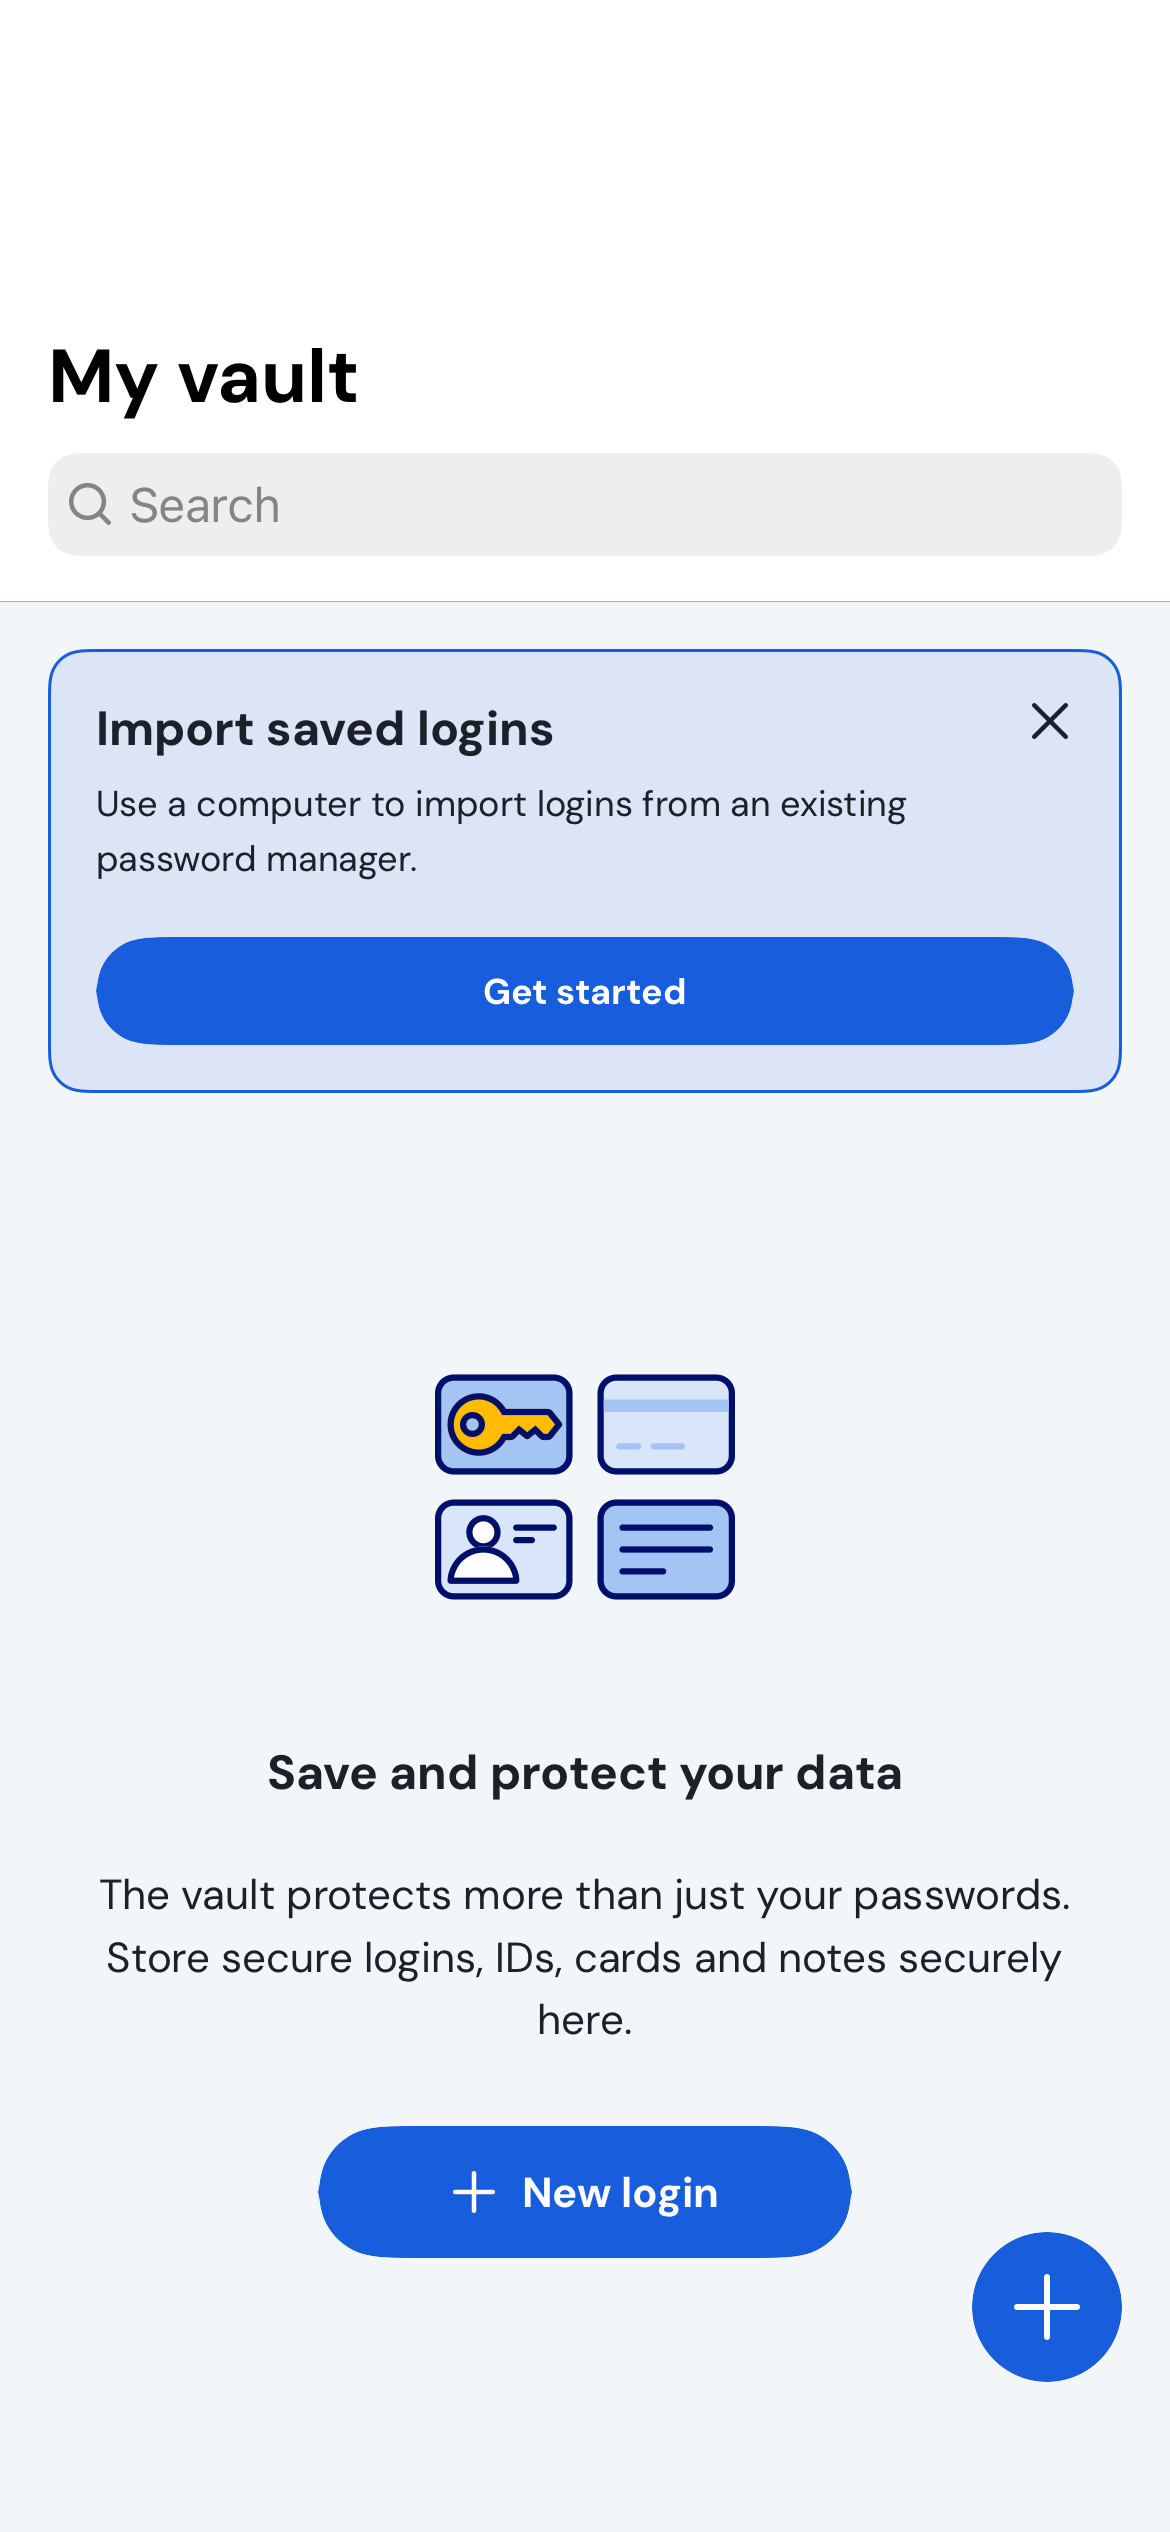 My vault
Search
Import saved logins
Use a computer to import logins from an existing
password manager.
Get started
Save and protect your data
The vault protects more than just your passwords.
Store secure logins, IDs, cards and notes securely
here.
New login